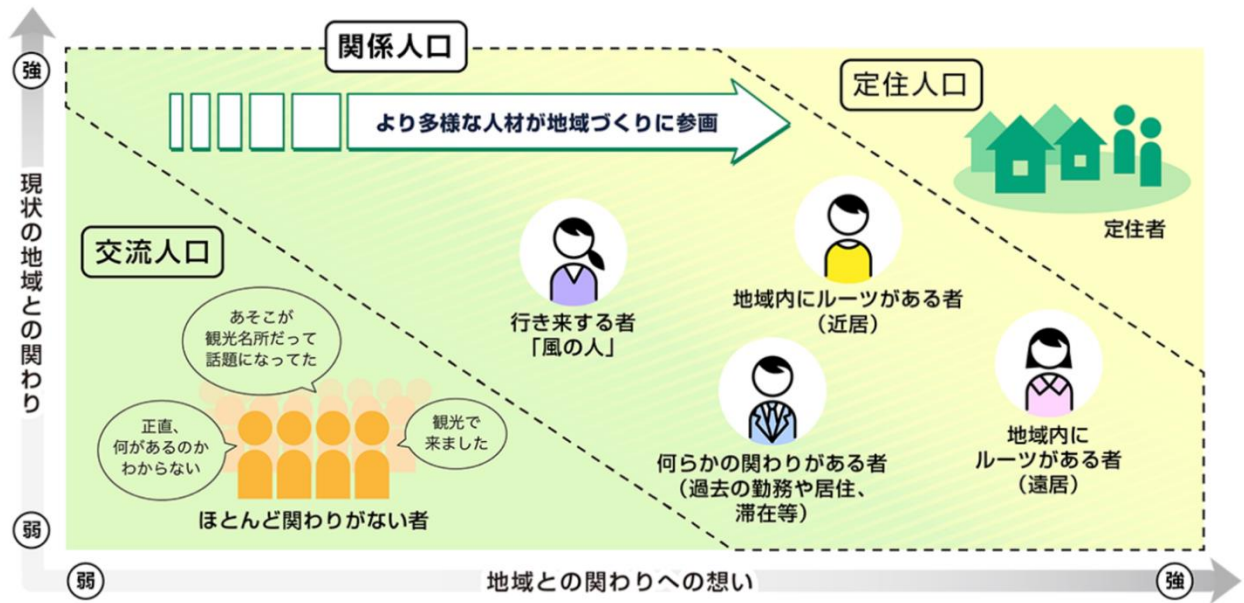 強
関係人口
定住人口
より多様な人材が地域づくりに参画
定住者
現状の地域との関わり
交流人口
あそこが
観光名所だって
話題になってた
正直、
何があるのか
わからない
観光で
来ました
ほとんど関わりがない者
行き来する者
「風の人」
地域内にルーツがある者
（近居）
何らかの関わりがある者
（過去の勤務や居住、
滞在等）
地域内に
ルーツがある者
（遠居）
弱
弱
地域との関わりへの想い
強